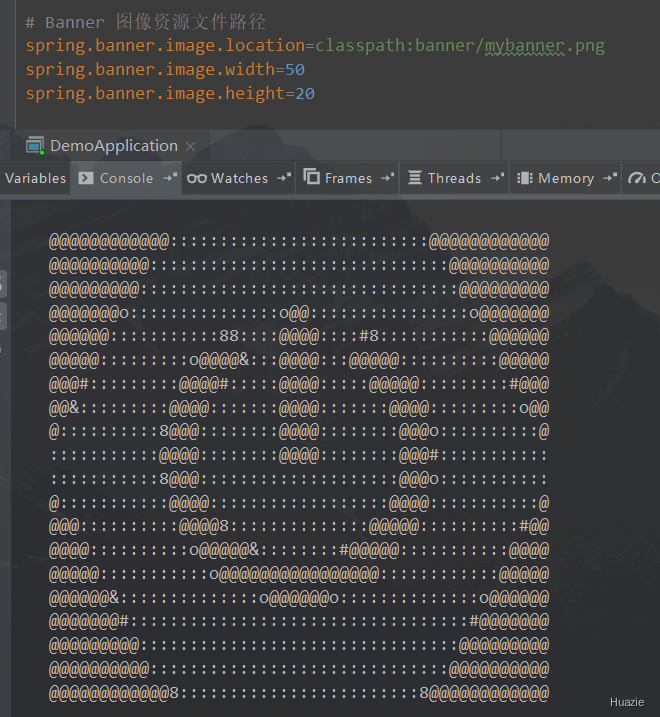 # Banner 图像资源文件路径
spring.banner.image.location=classpath:banner/mybanner.png
spring.banner.image.width=50
spring.banner.image.height=20
DemoApplication ×
Variables Console Watches Frames Threads Memory
@@@@@@@@@@@@::::::::::::::::::::::::::@@@@@@@@@@@@
@@@@@@@@@@::::::::::::::::::::::::::::::@@@@@@@@@@
@@@@@@@@@::::::::::::::::::::::::::::::::@@@@@@@@@
@@@@@@@o:::::::::::::::o@@::::::::::::::::o@@@@@@@
@@@@@@:::::::::::88::::@@@@::::#8:::::::::::@@@@@@
@@@@@:::::::::o@@@@&:::@@@@:::@@@@@::::::::::@@@@@
@@@#:::::::::@@@@#:::::@@@@:::::@@@@@:::::::::#@@@
@@&:::::::::@@@@:::::::@@@@:::::::@@@@:::::::::o@@
@::::::::::8@@@::::::::@@@@::::::::@@@o::::::::::@
:::::::::::@@@@::::::::@@@@::::::::@@@#:::::::::::
:::::::::::8@@@::::::::::::::::::::@@@o:::::::::::
@:::::::::::@@@@::::::::::::::::::@@@@:::::::::::@
@@@::::::::::@@@@8::::::::::::::@@@@@::::::::::#@@
@@@@::::::::::o@@@@@&::::::::#@@@@@:::::::::::@@@@
@@@@@:::::::::::o@@@@@@@@@@@@@@@@::::::::::::@@@@@
@@@@@@&::::::::::::::o@@@@@@o::::::::::::::o@@@@@@
@@@@@@@#::::::::::::::::::::::::::::::::::#@@@@@@@
@@@@@@@@@::::::::::::::::::::::::::::::::@@@@@@@@@
@@@@@@@@@@::::::::::::::::::::::::::::::@@@@@@@@@@
@@@@@@@@@@@@8::::::::::::::::::::::::8@@@@@@@@@@@@
Huazie